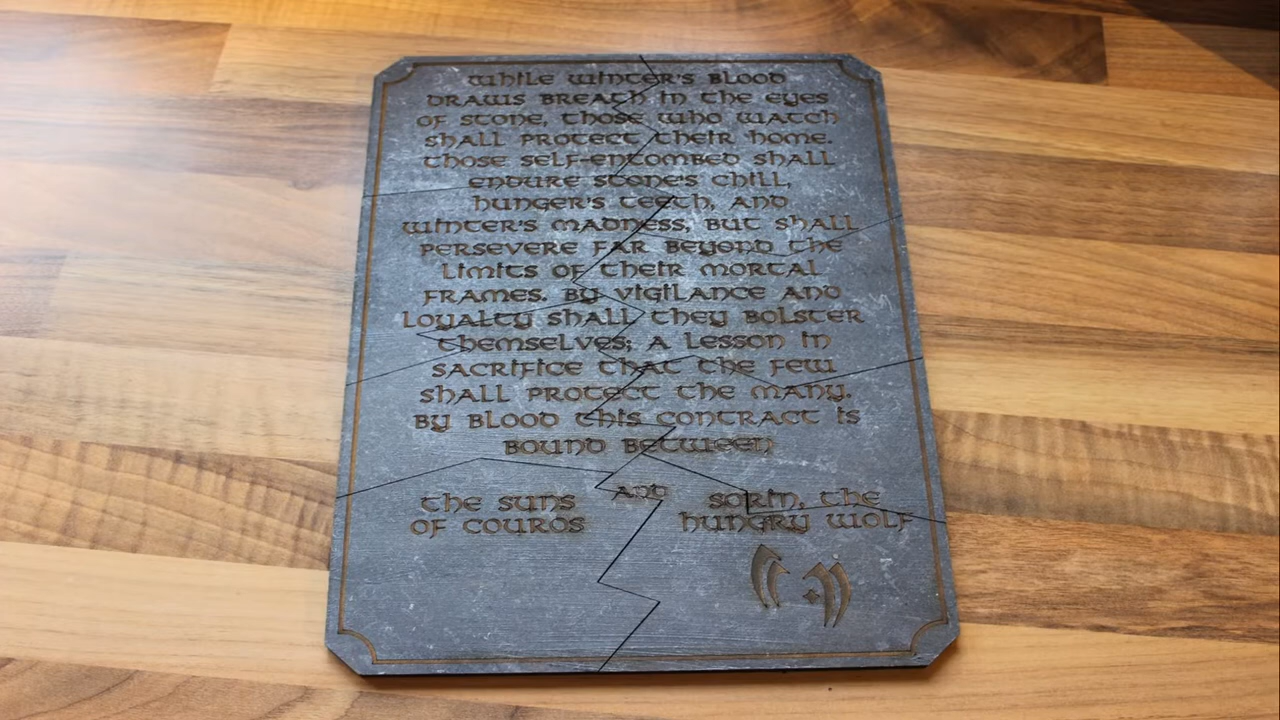 WHILE WINTER'S BLOOD
DRAWS BREATH IN THE EYES
OF STONE, THOSE WHO WATCH
SHALL PROTECT THEIR HOME.
THOSE SELF-ENTOMBED SHALL
ENDURE STONE'S CHILL,
HUNGER'S TEETH, AND
WINTER'S MADNESS, BUT SHALL
PERSEVERE FAR BEYOND THE
LIMITS OF THEIR MORTAL
FRAMES. BY VIGILANCE AND
LOYALTY SHALL THEY BOLSTER
THEMSELVES; A LESSON IN
SACRIFICE THAT THE FEW
SHALL PROTECT THE MANY.
BY BLOOD THIS CONTRACT IS
BOUND BETWEEN
THE SUNS
OF COUROS
AND
SORIN, THE
HUNGRY WOLF